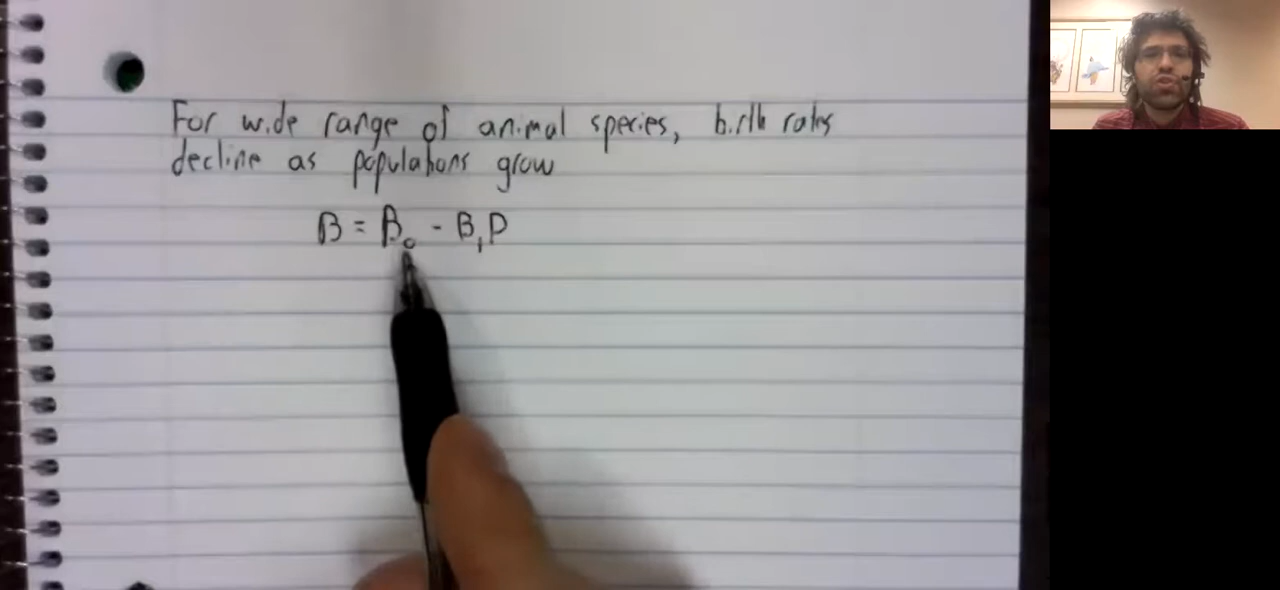 For wide range of animal species, birth rates
decline as populations grow
B = B₀ - B₁P